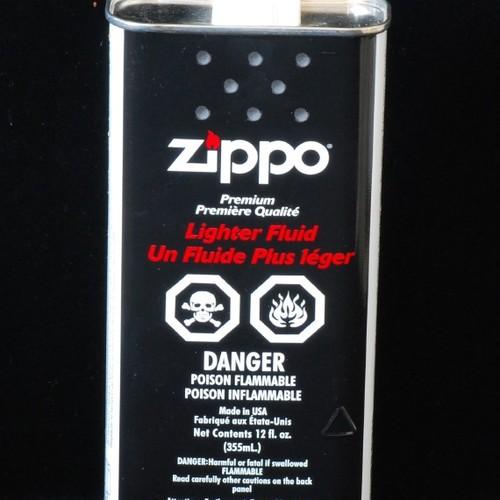 zippo
Premium
Première Qualité
Lighter Fluid
Un Fluide Plus léger
DANGER
POISON FLAMMABLE
POISON INFLAMMABLE
Made in USA
Fabriqué aux État-Unis
Net Contents 12 fl. oz.
(355mL.)
DANGER:Harmful or fatal if swallowed
FLAMMABLE
Read carefully other cautions on the back
panel